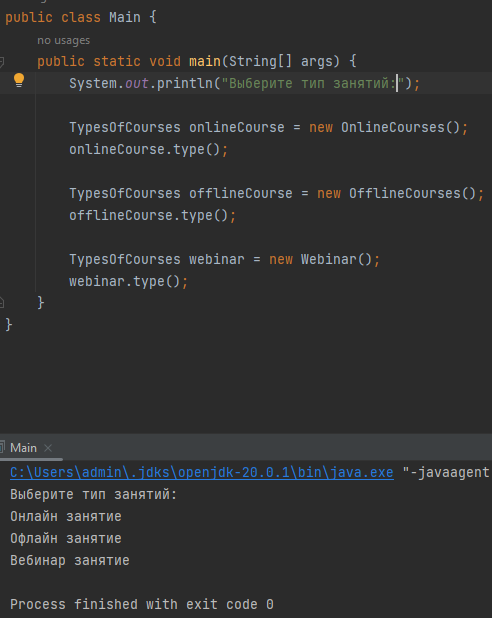 public class Main {
no usages
public static void main(String[] args) {
System.out.println("Выберите тип занятий:");
TypesOfCourses onlineCourse = new OnlineCourses();
onlineCourse.type();
TypesOfCourses offlineCourse = new OfflineCourses();
offlineCourse.type();
TypesOfCourses webinar = new Webinar();
webinar.type();
}
}
Main
C:\Users\admin\.jdks\openjdk-20.0.1\bin\java.exe "-javaagent
Выберите тип занятий:
Онлайн занятие
Офлайн занятие
Вебинар занятие
Process finished with exit code 0